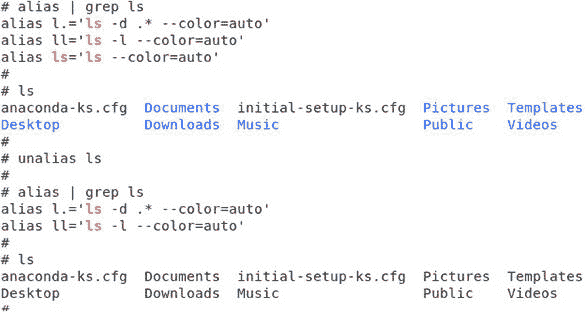 # alias | grep ls
alias l.='ls -d .* --color=auto'
alias ll='ls -l --color=auto'
alias ls='ls --color=auto'
#
# ls
anaconda-ks.cfg  Documents  initial-setup-ks.cfg  Pictures  Templates
Desktop          Downloads  Music                 Public    Videos
#
# unalias ls
#
# alias | grep ls
alias l.='ls -d .* --color=auto'
alias ll='ls -l --color=auto'
#
# ls
anaconda-ks.cfg  Documents  initial-setup-ks.cfg  Pictures  Templates
Desktop          Downloads  Music                 Public    Videos
#